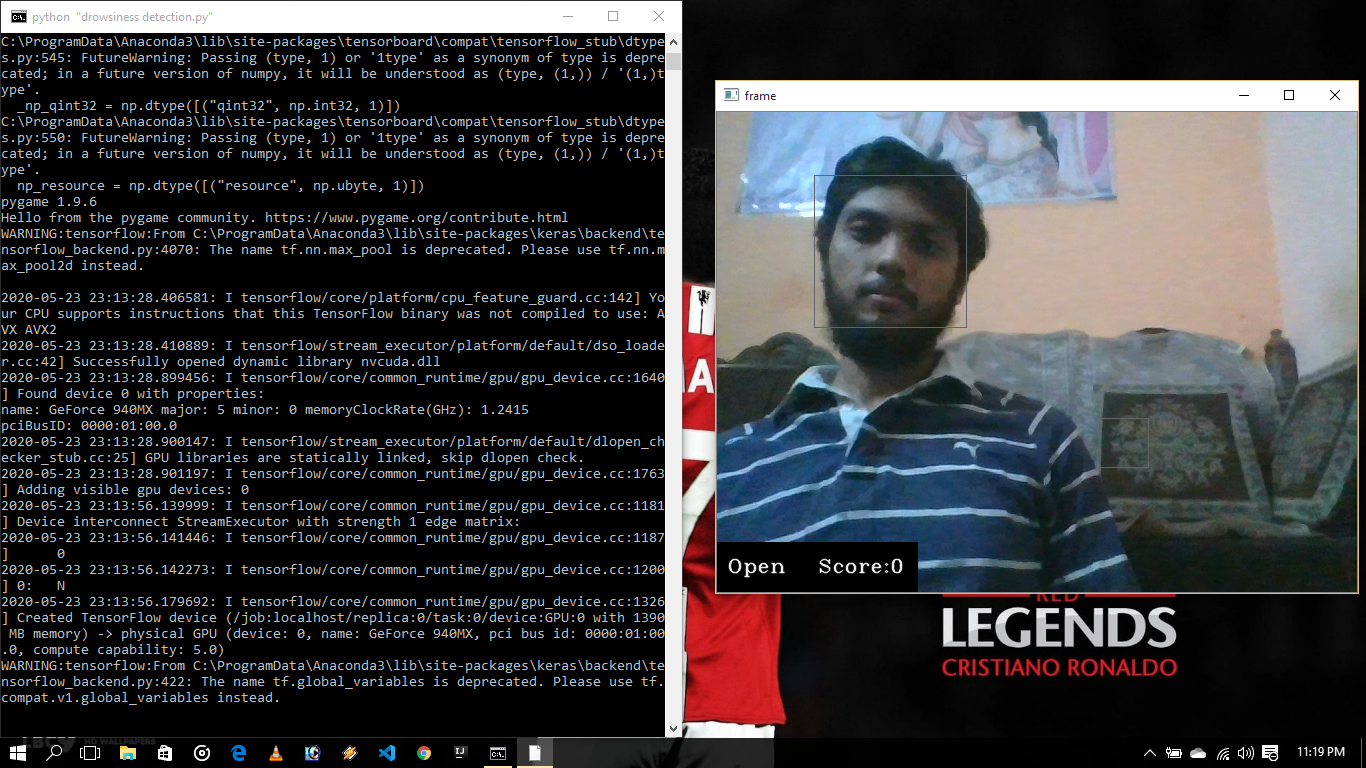 python "drowsiness detection.py"
C:\ProgramData\Anaconda3\lib\site-packages\tensorboard\compat\tensorflow_stub\dtype
s.py:545: FutureWarning: Passing (type, 1) or '1type' as a synonym of type is depre
cated; in a future version of numpy, it will be understood as (type, (1,)) / '(1,)t
ype'.
_np_qint32 = np.dtype([("qint32", np.int32, 1)])
C:\ProgramData\Anaconda3\lib\site-packages\tensorboard\compat\tensorflow_stub\dtype
s.py:550: FutureWarning: Passing (type, 1) or '1type' as a synonym of type is depre
cated; in a future version of numpy, it will be understood as (type, (1,)) / '(1,)t
ype'.
np_resource = np.dtype([("resource", np.ubyte, 1)])
pygame 1.9.6
Hello from the pygame community. https://www.pygame.org/contribute.html
WARNING:tensorflow:From C:\ProgramData\Anaconda3\lib\site-packages\keras\backend\te
nsorflow_backend.py:4070: The name tf.nn.max_pool is deprecated. Please use tf.nn.m
ax_pool2d instead.
2020-05-23 23:13:28.406581: I tensorflow/core/platform/cpu_feature_guard.cc:142] Yo
ur CPU supports instructions that this TensorFlow binary was not compiled to use: A
VX AVX2
2020-05-23 23:13:28.410889: I tensorflow/stream_executor/platform/default/dso_loade
r.cc:42] Successfully opened dynamic library nvcuda.dll
2020-05-23 23:13:28.899456: I tensorflow/core/common_runtime/gpu/gpu_device.cc:1640
] Found device 0 with properties:
name: GeForce 940MX major: 5 minor: 0 memoryClockRate(GHz): 1.2415
pciBusID: 0000:01:00.0
2020-05-23 23:13:28.900147: I tensorflow/stream_executor/platform/default/dlopen_ch
ecker_stub.cc:25] GPU libraries are statically linked, skip dlopen check.
2020-05-23 23:13:28.901197: I tensorflow/core/common_runtime/gpu/gpu_device.cc:1763
] Adding visible gpu devices: 0
2020-05-23 23:13:56.139999: I tensorflow/core/common_runtime/gpu/gpu_device.cc:1181
] Device interconnect StreamExecutor with strength 1 edge matrix:
2020-05-23 23:13:56.141446: I tensorflow/core/common_runtime/gpu/gpu_device.cc:1187
]      0
2020-05-23 23:13:56.142273: I tensorflow/core/common_runtime/gpu/gpu_device.cc:1200
] 0:   N
2020-05-23 23:13:56.179692: I tensorflow/core/common_runtime/gpu/gpu_device.cc:1326
] Created TensorFlow device (/job:localhost/replica:0/task:0/device:GPU:0 with 1390
MB memory) -> physical GPU (device: 0, name: GeForce 940MX, pci bus id: 0000:01:00
.0, compute capability: 5.0)
WARNING:tensorflow:From C:\ProgramData\Anaconda3\lib\site-packages\keras\backend\te
nsorflow_backend.py:422: The name tf.global_variables is deprecated. Please use tf.
compat.v1.global_variables instead.
frame
Open   Score:0
RED
LEGENDS
CRISTIANO RONALDO
HD WALLPAPERS
11:19 PM